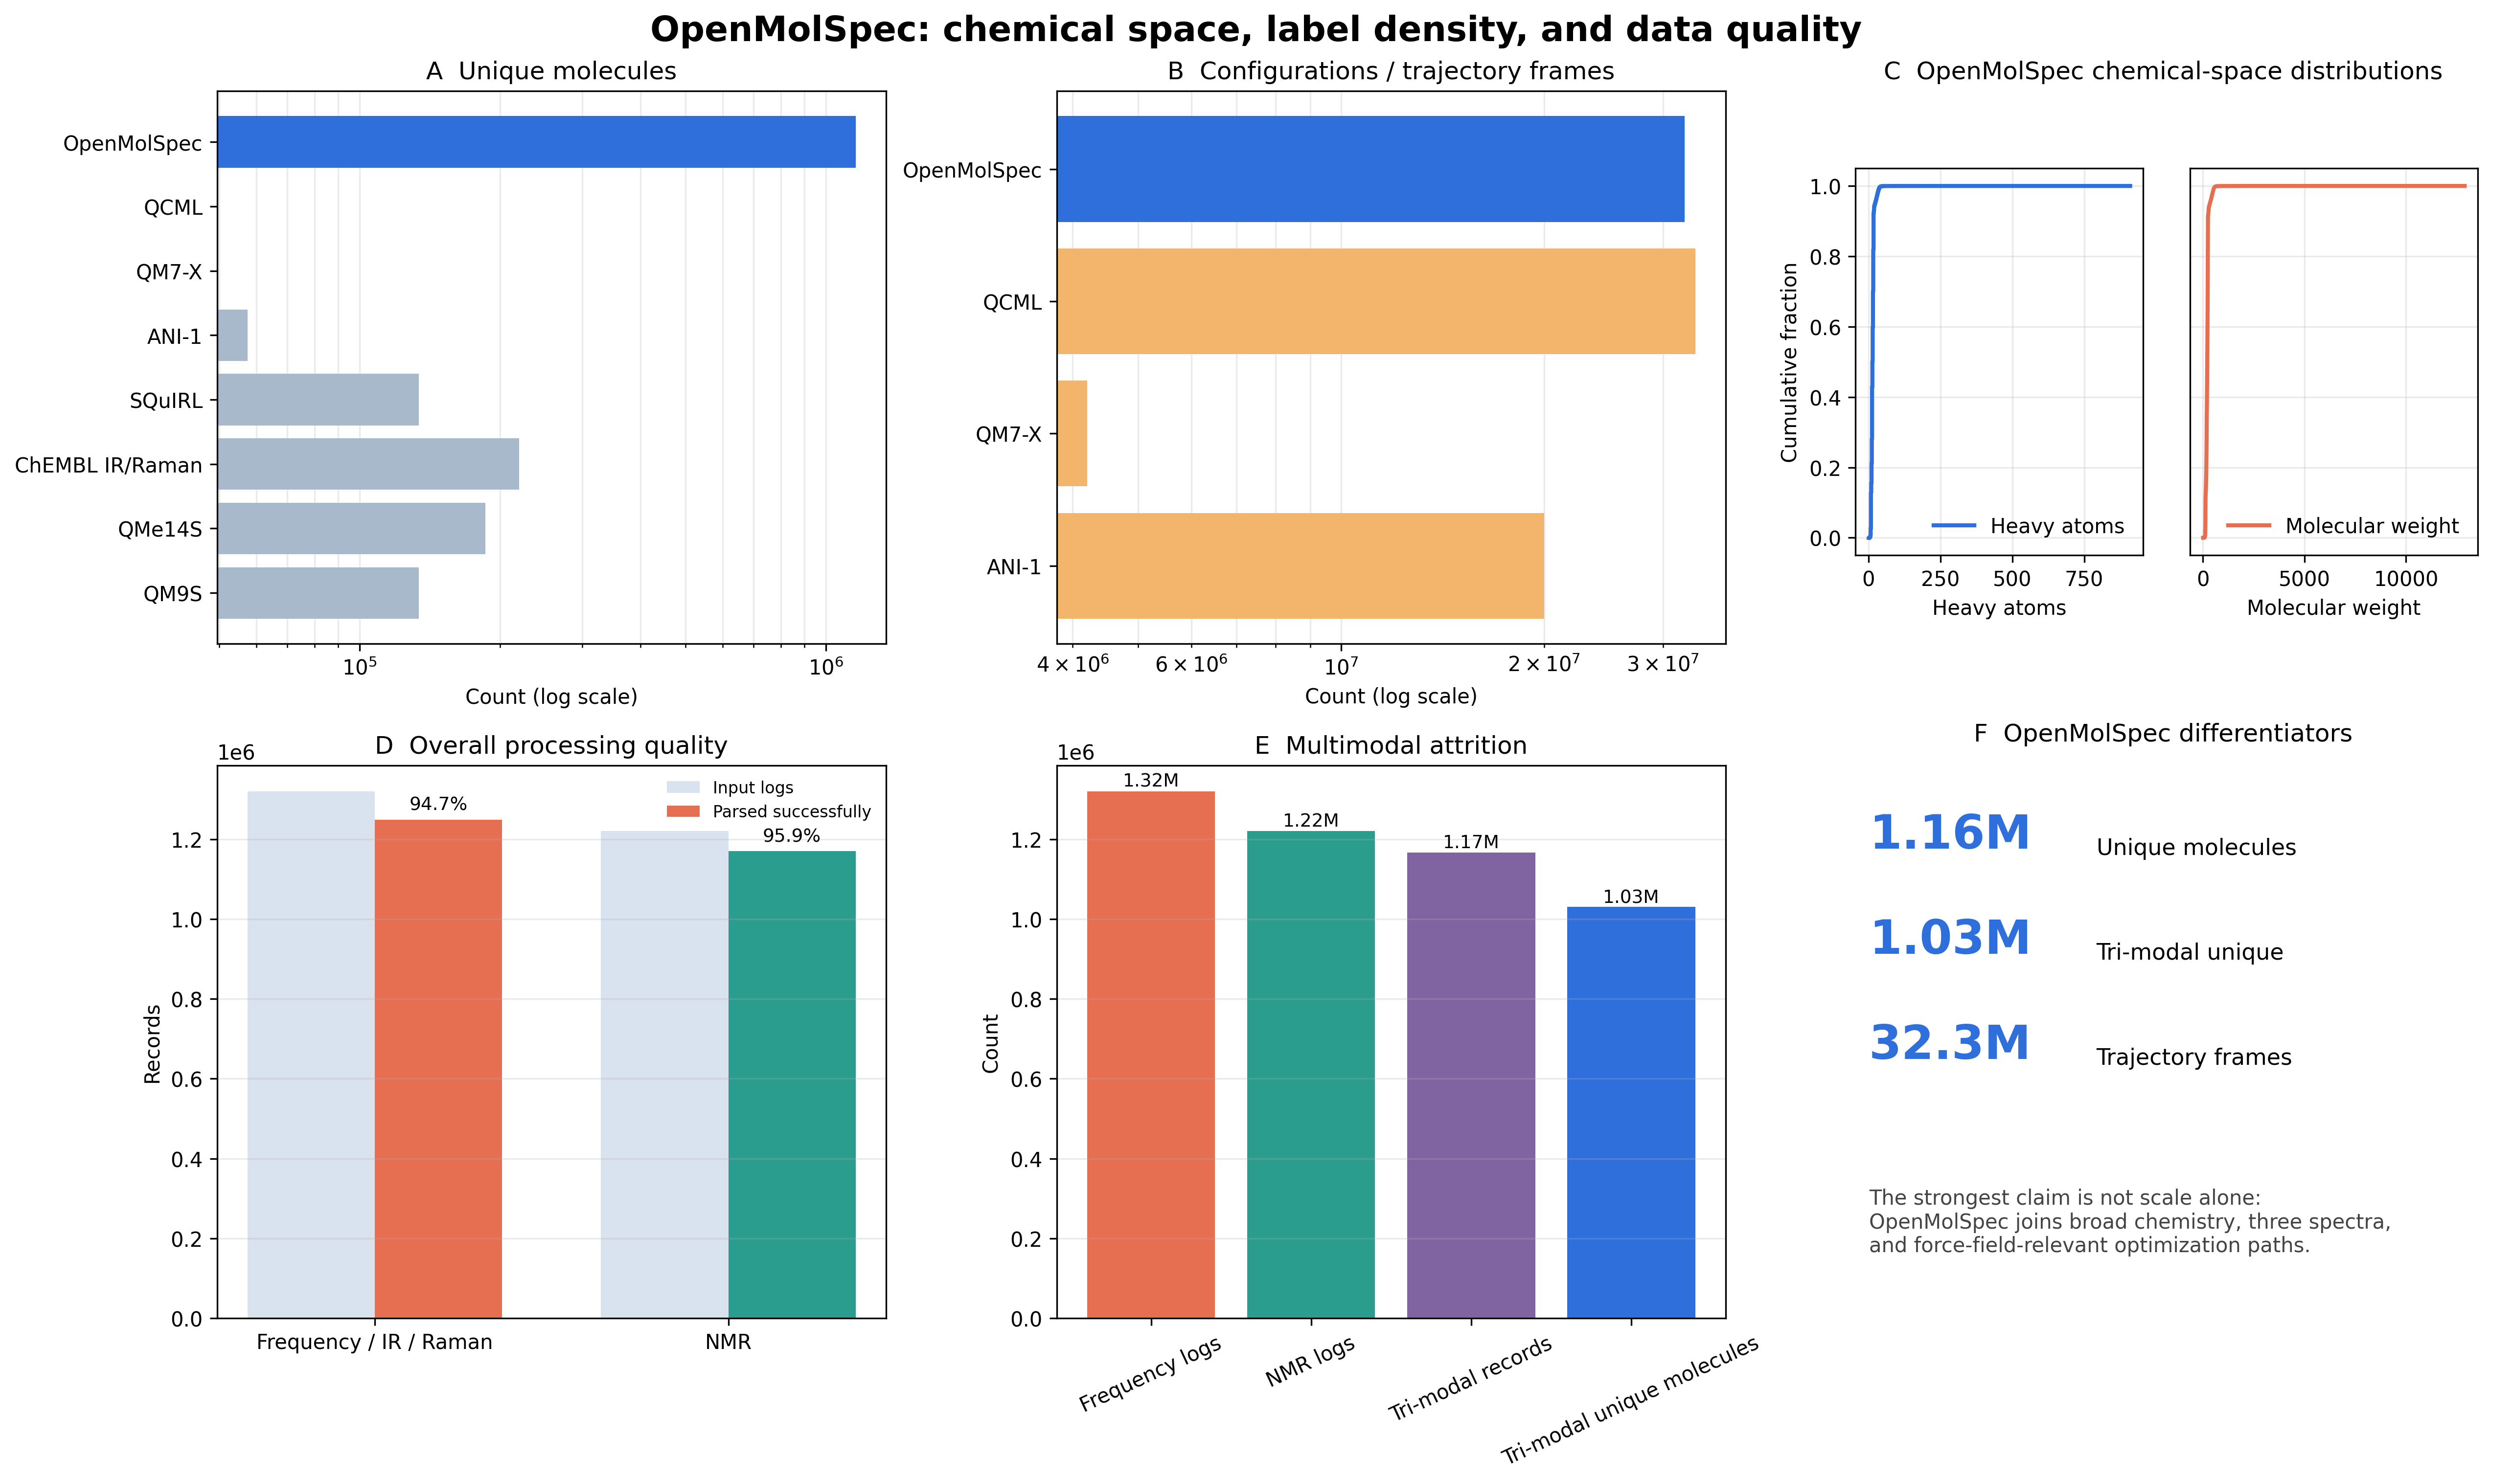 OpenMolSpec: chemical space, label density, and data quality
A Unique molecules
OpenMolSpec
QCML
QM7-X
ANI-1
SQuIRL
ChEMBL IR/Raman
QMe14S
QM9S
10⁵
10⁶
Count (log scale)
B Configurations / trajectory frames
OpenMolSpec
QCML
QM7-X
ANI-1
4 × 10⁶
6 × 10⁶
10⁷
2 × 10⁷
3 × 10⁷
Count (log scale)
C OpenMolSpec chemical-space distributions
Cumulative fraction
1.0
0.8
0.6
0.4
0.2
0.0
Heavy atoms
0
250
500
750
Heavy atoms
Molecular weight
0
5000
10000
Molecular weight
D Overall processing quality
1e6
Records
1.2
1.0
0.8
0.6
0.4
0.2
0.0
Input logs
Parsed successfully
94.7%
95.9%
Frequency / IR / Raman
NMR
E Multimodal attrition
1e6
Count
1.2
1.0
0.8
0.6
0.4
0.2
0.0
1.32M
1.22M
1.17M
1.03M
Frequency logs
NMR logs
Tri-modal records
Tri-modal unique molecules
F OpenMolSpec differentiators
1.16M Unique molecules
1.03M Tri-modal unique
32.3M Trajectory frames
The strongest claim is not scale alone:
OpenMolSpec joins broad chemistry, three spectra,
and force-field-relevant optimization paths.